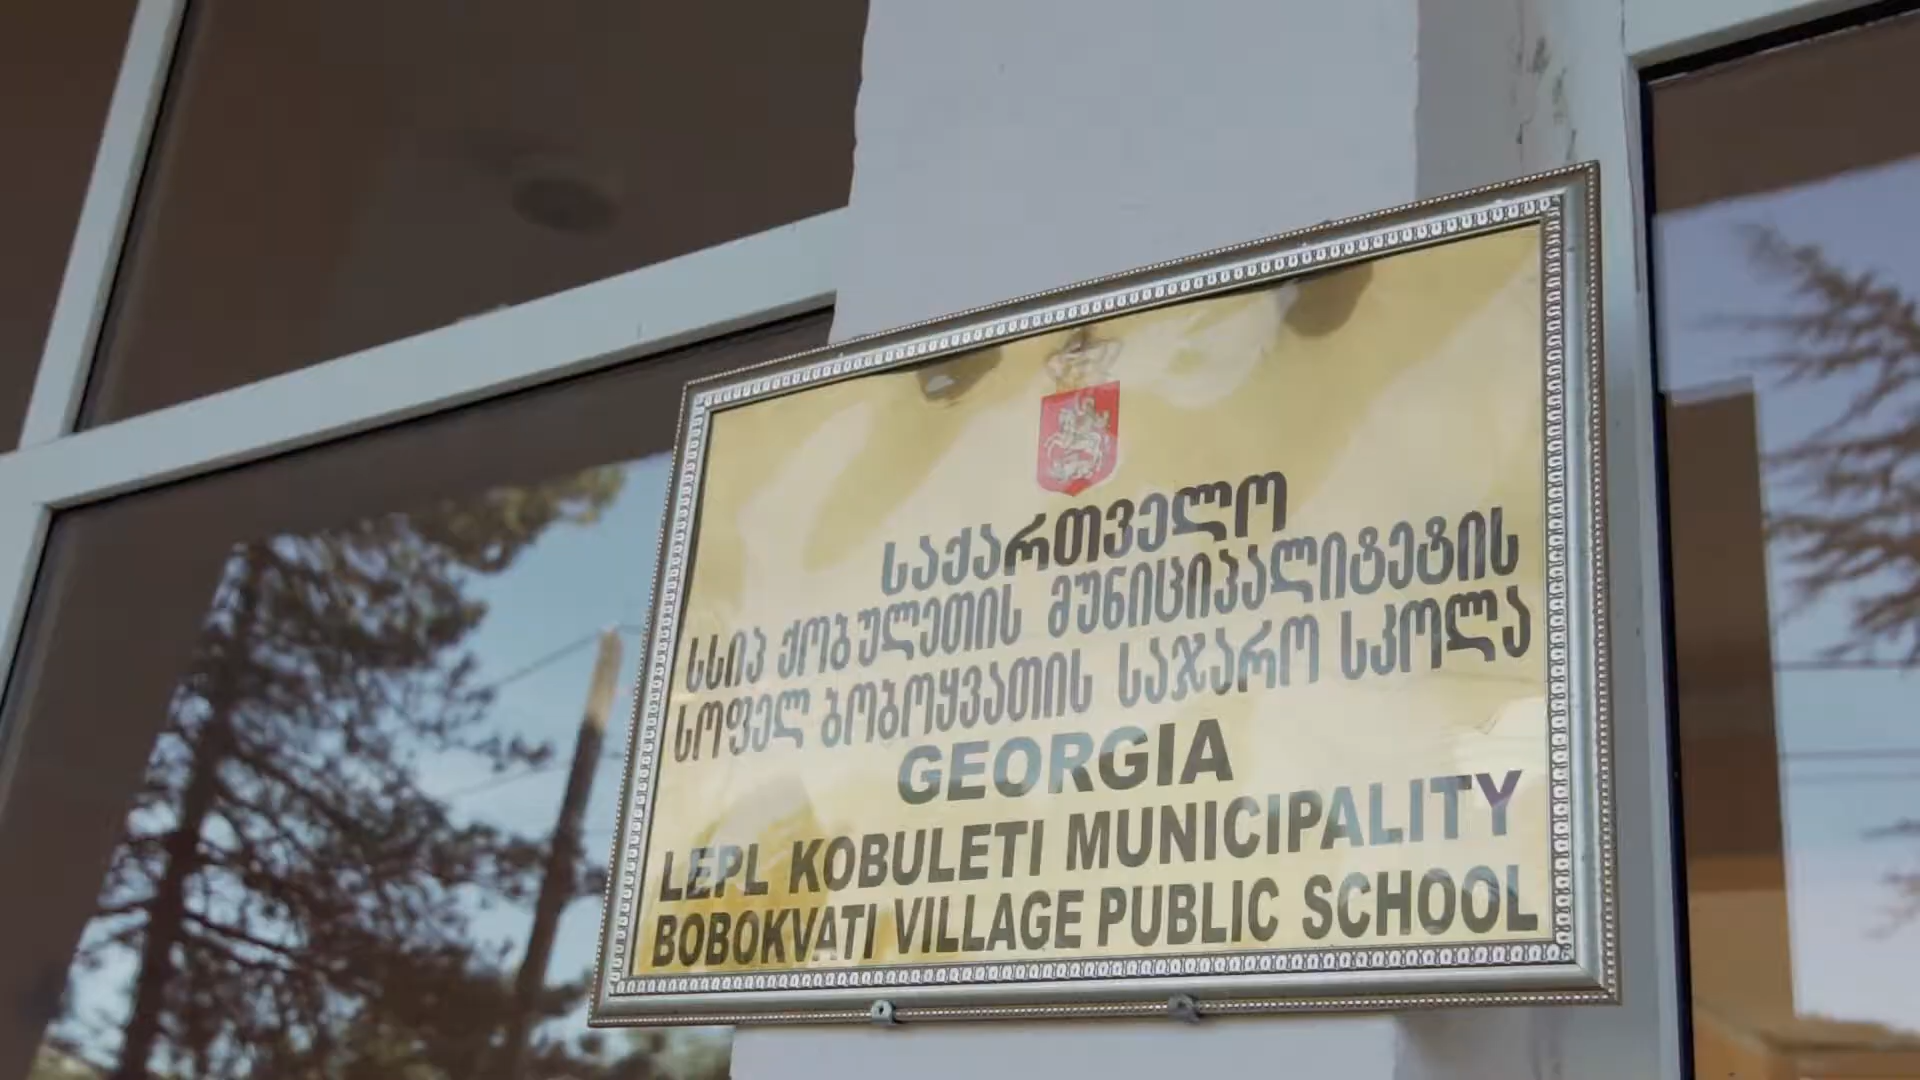 საქართველო
სსიპ ქობულეთის მუნიციპალიტეტის
სოფელ ბობოყვათის საჯარო სკოლა
GEORGIA
LEPL KOBULETI MUNICIPALITY
BOBOKVATI VILLAGE PUBLIC SCHOOL